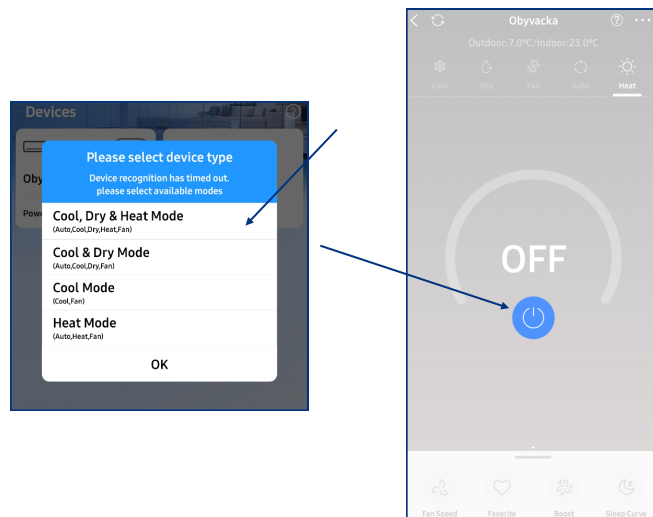 Devices
Oby
Powe
Please select device type
Device recognition has timed out.
please select available modes
Cool, Dry & Heat Mode
(Auto,Cool,Dry,Heat,Fan)
Cool & Dry Mode
(Auto,Cool,Dry,Fan)
Cool Mode
(Cool,Fan)
Heat Mode
(Auto,Heat,Fan)
OK
Obyvacka
Outdoor:7.0°C/Indoor:23.0°C
Cool Dry Fan Auto Heat
OFF
Fan Speed Favorite Boost Sleep Curve